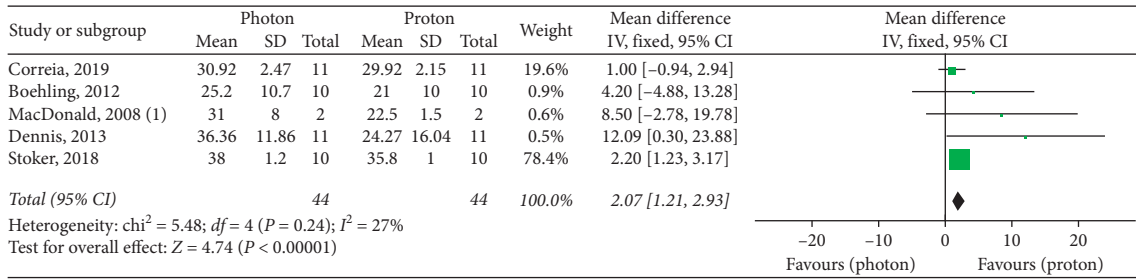 Study or subgroup Photon Proton Weight Mean difference Mean difference
Mean SD Total Mean SD Total IV, fixed, 95% CI IV, fixed, 95% CI
Correia, 2019 30.92 2.47 11 29.92 2.15 11 19.6% 1.00 [–0.94, 2.94]
Boehling, 2012 25.2 10.7 10 21 10 10 0.9% 4.20 [–4.88, 13.28]
MacDonald, 2008 (1) 31 8 2 22.5 1.5 2 0.6% 8.50 [–2.78, 19.78]
Dennis, 2013 36.36 11.86 11 24.27 16.04 11 0.5% 12.09 [0.30, 23.88]
Stoker, 2018 38 1.2 10 35.8 1 10 78.4% 2.20 [1.23, 3.17]
Total (95% CI) 44 44 100.0% 2.07 [1.21, 2.93]
Heterogeneity: chi² = 5.48; df = 4 (P = 0.24); I² = 27%
Test for overall effect: Z = 4.74 (P < 0.00001)
–20 –10 0 10 20
Favours (photon) Favours (proton)